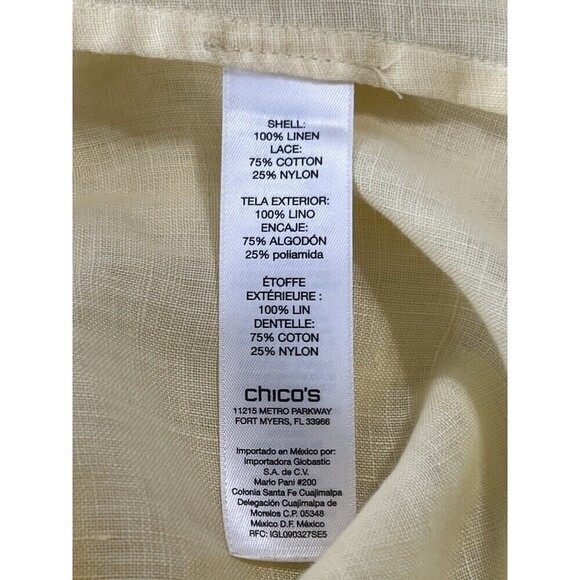 SHELL:
100% LINEN
LACE:
75% COTTON
25% NYLON
TELA EXTERIOR:
100% LINO
ENCAJE:
75% ALGODÓN
25% poliamida
ÉTOFFE
EXTÉRIEURE :
100% LIN
DENTELLE:
75% COTON
25% NYLON
chico's
11215 METRO PARKWAY
FORT MYERS, FL 33966
Importado en México por:
Importadora Globastic
S.A. de C.V.
Mario Pani #200
Colonia Santa Fe Cuajimalpa
Delegación Cuajimalpa de
Morelos C.P. 05348
México D.F. México
RFC: IGL090327SE5